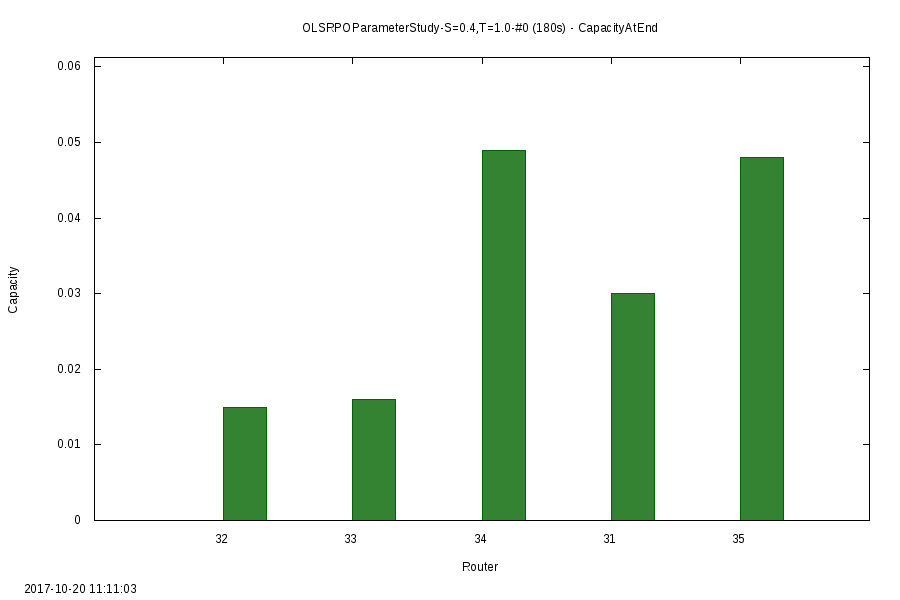 OLSRPOParameterStudy-S=0.4,T=1.0-#0 (180s) - CapacityAtEnd
0.06
0.05
0.04
0.03
0.02
0.01
0
Capacity
32 33 34 31 35
Router
2017-10-20 11:11:03